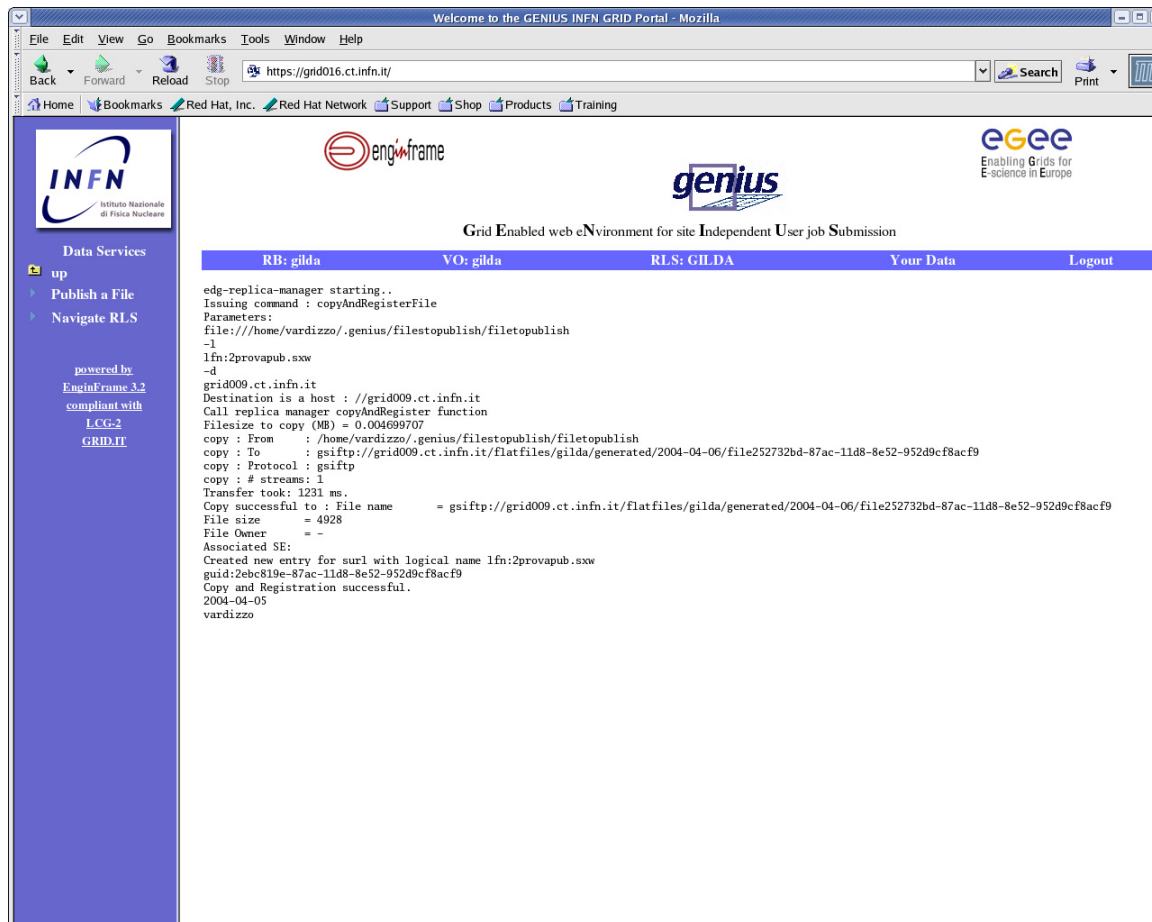 Welcome to the GENIUS INFN GRID Portal - Mozilla
File Edit View Go Bookmarks Tools Window Help
Back Forward Reload Stop https://grid016.ct.infn.it/ Search Print
Home Bookmarks Red Hat, Inc. Red Hat Network Support Shop Products Training
INFN
Istituto Nazionale
di Fisica Nucleare
Data Services
up
Publish a File
Navigate RLS
powered by
EnginFrame 3.2
compliant with
LCG-2
GRID.IT
enginframe
genius
egee
Enabling Grids for
E-science in Europe
Grid Enabled web eNvironment for site Independent User job Submission
RB: gilda VO: gilda RLS: GILDA Your Data Logout
edg-replica-manager starting..
Issuing command : copyAndRegisterFile
Parameters:
file:///home/vardizzo/.genius/filestopublish/filetopublish
-l
lfn:2provapub.sxw
-d
grid009.ct.infn.it
Destination is a host : //grid009.ct.infn.it
Call replica manager copyAndRegister function
Filesize to copy (MB) = 0.004699707
copy : From : /home/vardizzo/.genius/filestopublish/filetopublish
copy : To : gsiftp://grid009.ct.infn.it/flatfiles/gilda/generated/2004-04-06/file252732bd-87ac-11d8-8e52-952d9cf8acf9
copy : Protocol : gsiftp
copy : # streams: 1
Transfer took: 1231 ms.
Copy successful to : File name = gsiftp://grid009.ct.infn.it/flatfiles/gilda/generated/2004-04-06/file252732bd-87ac-11d8-8e52-952d9cf8acf9
File size = 4928
File Owner = -
Associated SE:
Created new entry for surl with logical name lfn:2provapub.sxw
guid:2ebc819e-87ac-11d8-8e52-952d9cf8acf9
Copy and Registration successful.
2004-04-05
vardizzo